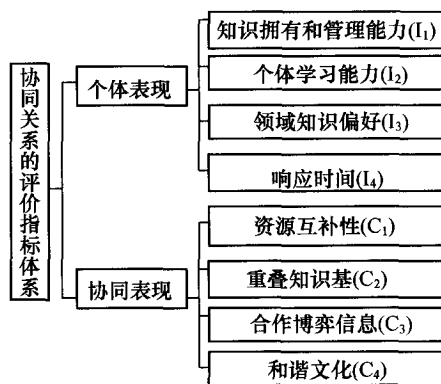 协同关系的评价指标体系
个体表现
知识拥有和管理能力(I₁)
个体学习能力(I₂)
领域知识偏好(I₃)
响应时间(I₄)
协同表现
资源互补性(C₁)
重叠知识基(C₂)
合作博弈信息(C₃)
和谐文化(C₄)